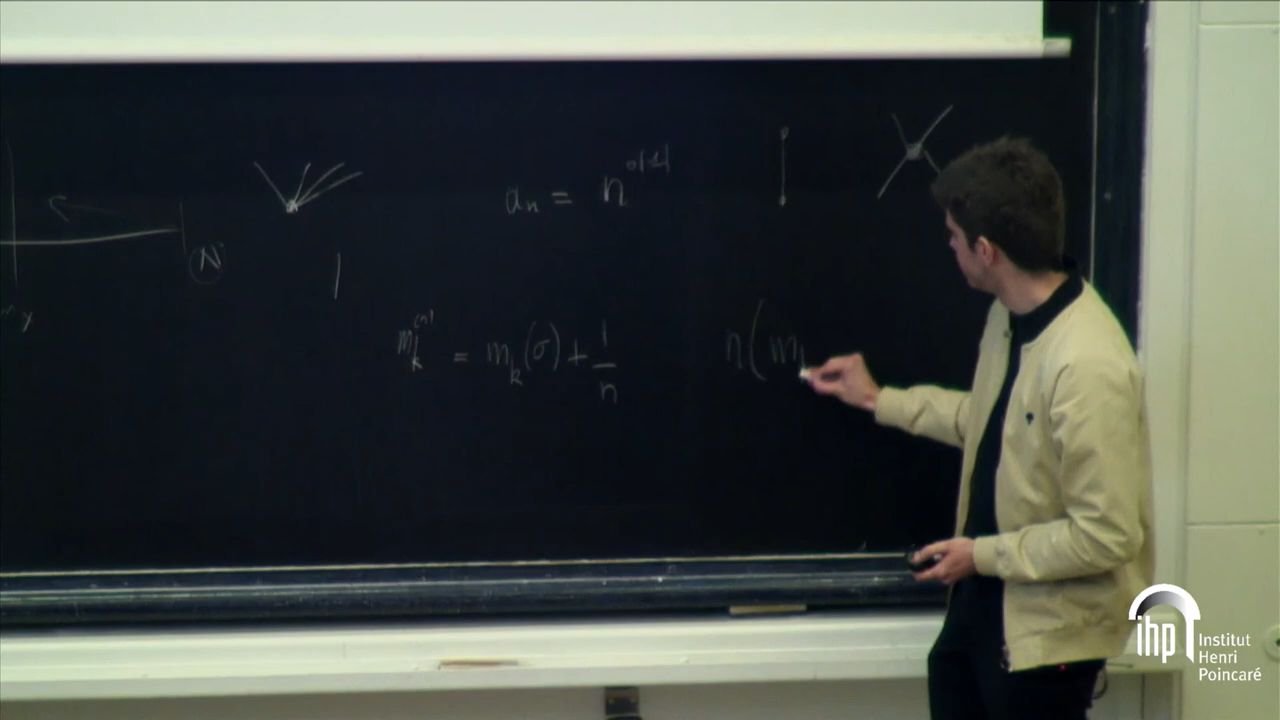 a_n = n^{o(1)}
N
m_k^{(n)} = m_k(σ) + 1/n
n(m
ihp
Institut
Henri
Poincaré